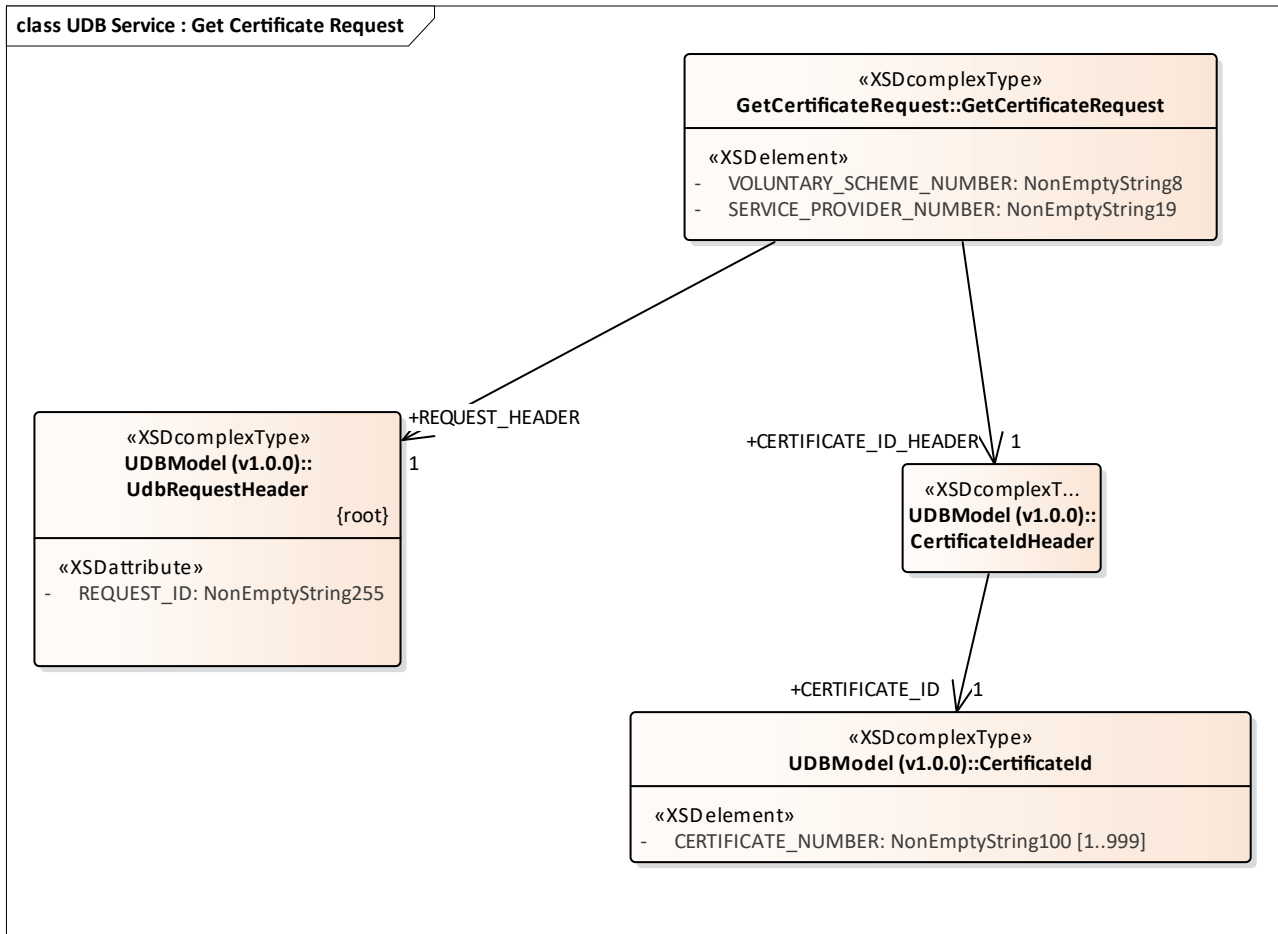 class UDB Service : Get Certificate Request
«XSDcomplexType»
GetCertificateRequest::GetCertificateRequest
«XSDelement»
- VOLUNTARY_SCHEME_NUMBER: NonEmptyString8
- SERVICE_PROVIDER_NUMBER: NonEmptyString19
+REQUEST_HEADER
1
«XSDcomplexType»
UDBModel (v1.0.0)::
UdbRequestHeader
{root}
«XSDattribute»
- REQUEST_ID: NonEmptyString255
+CERTIFICATE_ID_HEADER
1
«XSDcomplexT...
UDBModel (v1.0.0)::
CertificateIdHeader
+CERTIFICATE_ID
1
«XSDcomplexType»
UDBModel (v1.0.0)::CertificateId
«XSDelement»
- CERTIFICATE_NUMBER: NonEmptyString100 [1..999]